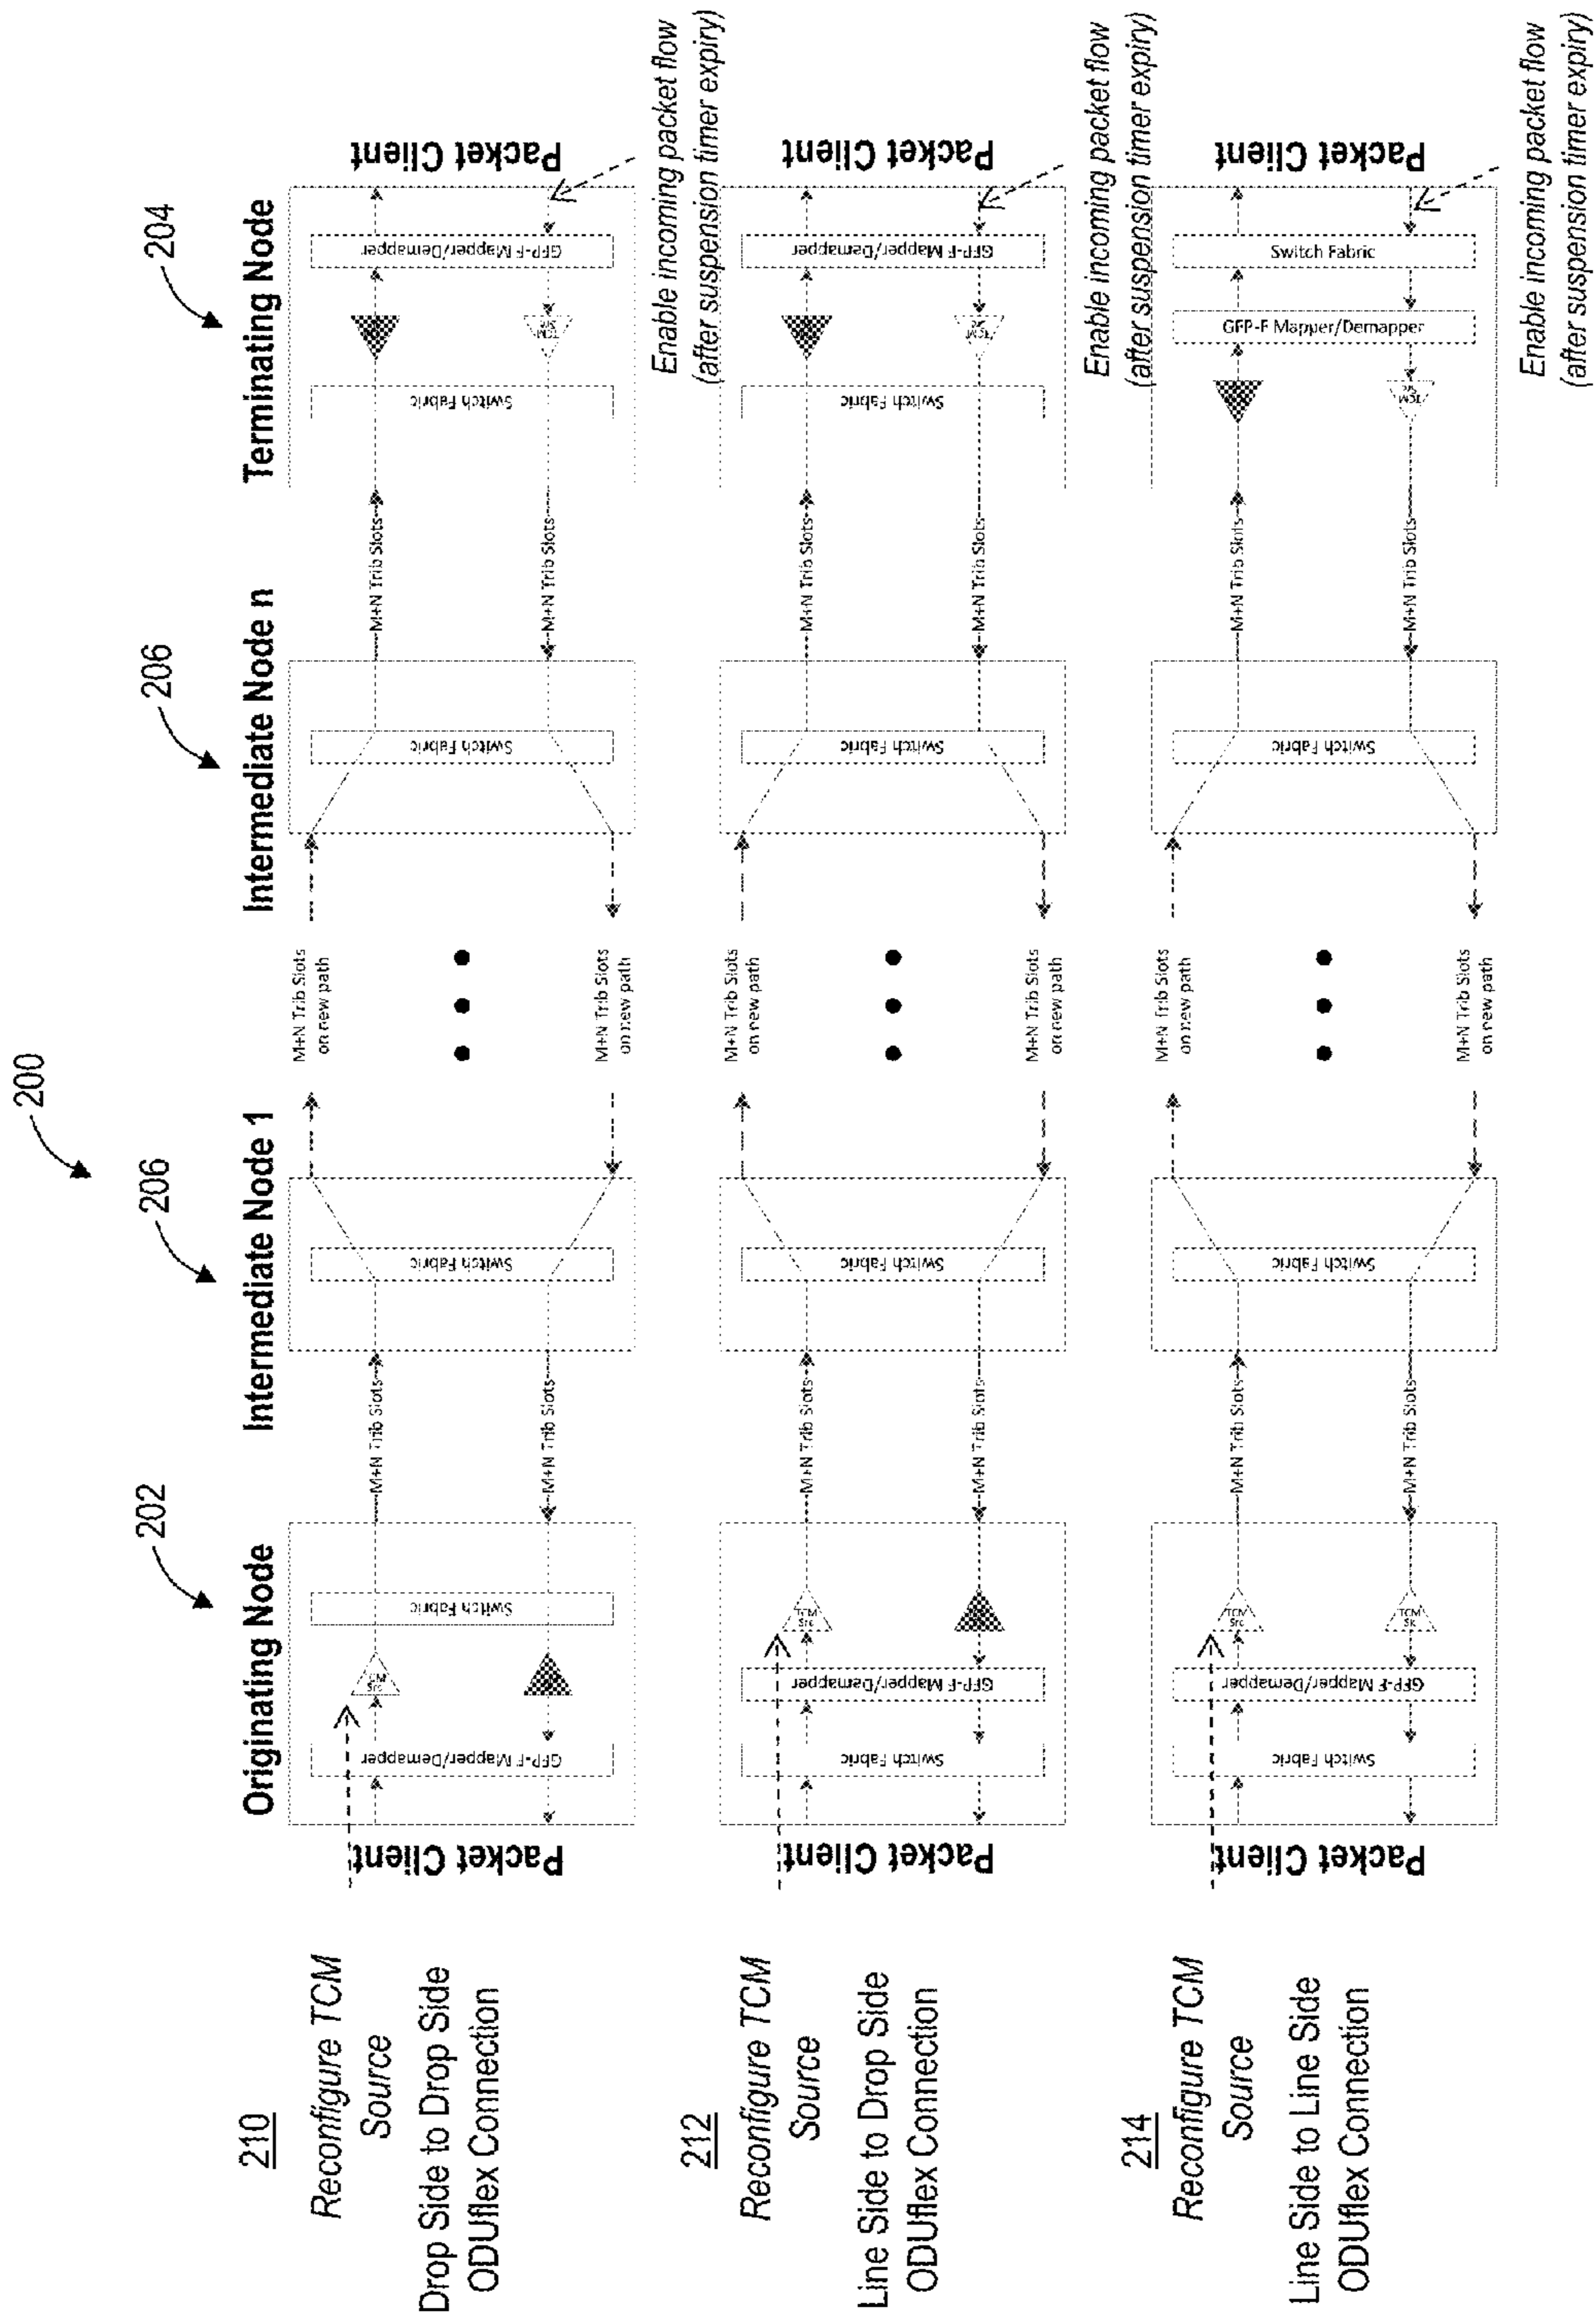 200
202
206
206
204
Originating Node
Intermediate Node 1
Intermediate Node n
Terminating Node
210
Reconfigure TCM
Source
Drop Side to Drop Side
ODUflex Connection
Packet Client
GFP-F Mapper/Demapper
TCM
Src
Switch Fabric
M+N Trib Slots
M+N Trib Slots
Switch Fabric
M+N Trib Slots
on new path
M+N Trib Slots
on new path
Switch Fabric
M+N Trib Slots
M+N Trib Slots
Switch Fabric
TCM
Src
GFP-F Mapper/Demapper
Packet Client
Enable incoming packet flow
(after suspension timer expiry)
212
Reconfigure TCM
Source
Line Side to Drop Side
ODUflex Connection
Packet Client
Switch Fabric
GFP-F Mapper/Demapper
TCM
Src
M+N Trib Slots
M+N Trib Slots
Switch Fabric
M+N Trib Slots
on new path
M+N Trib Slots
on new path
Switch Fabric
M+N Trib Slots
M+N Trib Slots
Switch Fabric
TCM
Src
GFP-F Mapper/Demapper
Packet Client
Enable incoming packet flow
(after suspension timer expiry)
214
Reconfigure TCM
Source
Line Side to Line Side
ODUflex Connection
Packet Client
Switch Fabric
GFP-F Mapper/Demapper
TCM
Src
TCM
Sk
M+N Trib Slots
M+N Trib Slots
Switch Fabric
M+N Trib Slots
on new path
M+N Trib Slots
on new path
Switch Fabric
M+N Trib Slots
M+N Trib Slots
TCM
Src
GFP-F Mapper/Demapper
Switch Fabric
Packet Client
Enable incoming packet flow
(after suspension timer expiry)